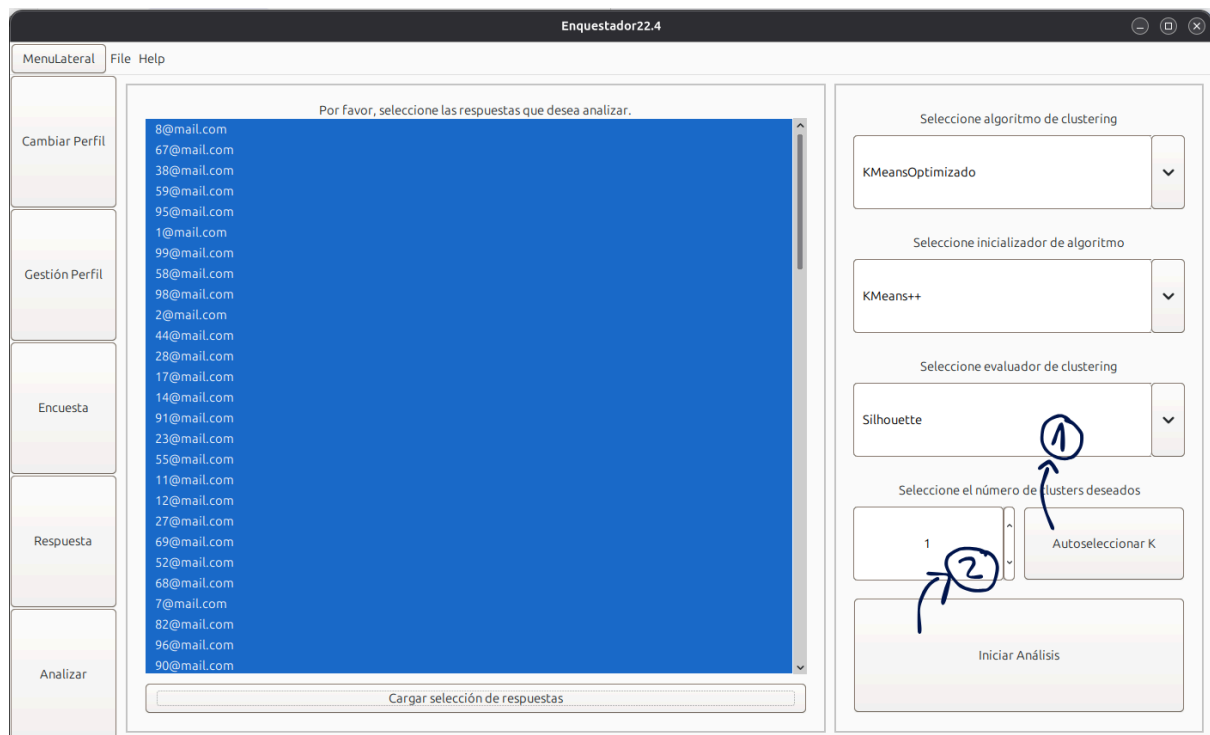 Enquestador22.4
MenuLateral File Help
Cambiar Perfil
Gestión Perfil
Encuesta
Respuesta
Analizar
Por favor, seleccione las respuestas que desea analizar.
8@mail.com
67@mail.com
38@mail.com
59@mail.com
95@mail.com
1@mail.com
99@mail.com
58@mail.com
98@mail.com
2@mail.com
44@mail.com
28@mail.com
17@mail.com
14@mail.com
91@mail.com
23@mail.com
55@mail.com
11@mail.com
12@mail.com
27@mail.com
69@mail.com
52@mail.com
68@mail.com
7@mail.com
82@mail.com
96@mail.com
90@mail.com
Cargar selección de respuestas
Seleccione algoritmo de clustering
KMeansOptimizado
Seleccione inicializador de algoritmo
KMeans++
Seleccione evaluador de clustering
Silhouette
1
Seleccione el número de clusters deseados
1
Autoseleccionar K
2
Iniciar Análisis